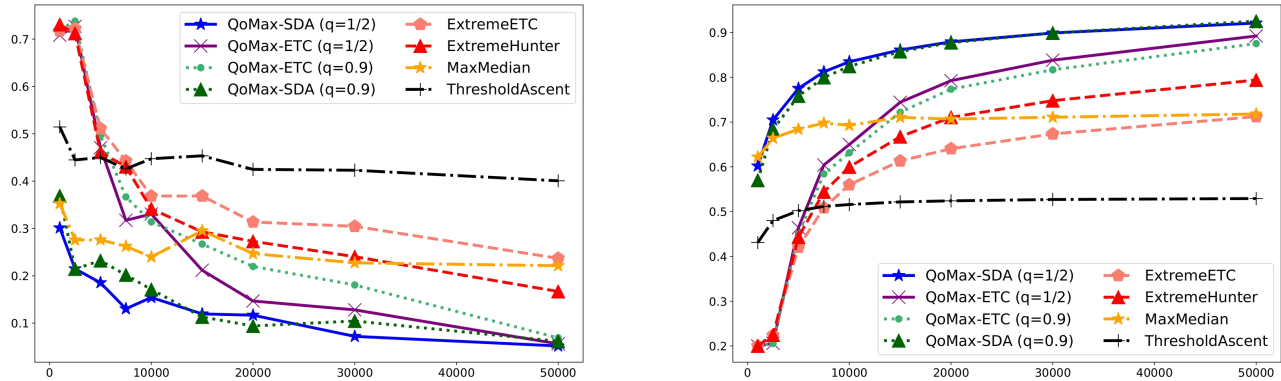 0.7
0.6
0.5
0.4
0.3
0.2
0.1
0 10000 20000 30000 40000 50000
QoMax-SDA (q=1/2)
QoMax-ETC (q=1/2)
QoMax-ETC (q=0.9)
QoMax-SDA (q=0.9)
ExtremeETC
ExtremeHunter
MaxMedian
ThresholdAscent
0.9
0.8
0.7
0.6
0.5
0.4
0.3
0.2
0 10000 20000 30000 40000 50000
QoMax-SDA (q=1/2)
QoMax-ETC (q=1/2)
QoMax-ETC (q=0.9)
QoMax-SDA (q=0.9)
ExtremeETC
ExtremeHunter
MaxMedian
ThresholdAscent